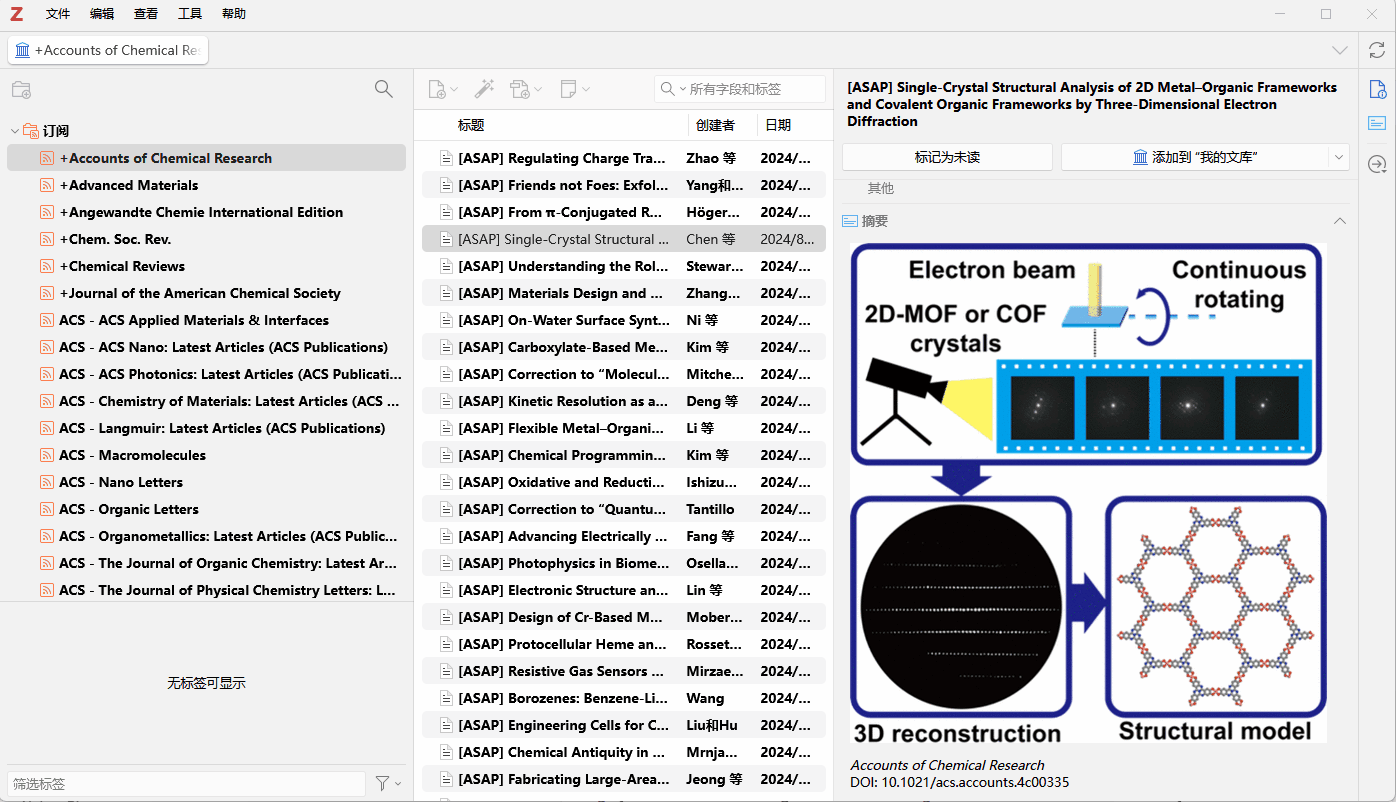 Z 文件 编辑 查看 工具 帮助
+Accounts of Chemical Res
订阅
+Accounts of Chemical Research
+Advanced Materials
+Angewandte Chemie International Edition
+Chem. Soc. Rev.
+Chemical Reviews
+Journal of the American Chemical Society
ACS - ACS Applied Materials & Interfaces
ACS - ACS Nano: Latest Articles (ACS Publications)
ACS - ACS Photonics: Latest Articles (ACS Publicati...
ACS - Chemistry of Materials: Latest Articles (ACS ...
ACS - Langmuir: Latest Articles (ACS Publications)
ACS - Macromolecules
ACS - Nano Letters
ACS - Organic Letters
ACS - Organometallics: Latest Articles (ACS Public...
ACS - The Journal of Organic Chemistry: Latest Ar...
ACS - The Journal of Physical Chemistry Letters: L...
无标签可显示
筛选标签
所有字段和标签
标题 创建者 日期
[ASAP] Regulating Charge Tra... Zhao 等 2024/...
[ASAP] Friends not Foes: Exfol... Yang和... 2024/...
[ASAP] From π-Conjugated R... Höger... 2024/...
[ASAP] Single-Crystal Structural ... Chen 等 2024/8...
[ASAP] Understanding the Rol... Stewar... 2024/...
[ASAP] Materials Design and ... Zhang... 2024/...
[ASAP] On-Water Surface Synt... Ni 等 2024/...
[ASAP] Carboxylate-Based Me... Kim 等 2024/...
[ASAP] Correction to “Molecul... Mitche... 2024/...
[ASAP] Kinetic Resolution as a... Deng 等 2024/...
[ASAP] Flexible Metal–Organi... Li 等 2024/...
[ASAP] Chemical Programmin... Kim 等 2024/...
[ASAP] Oxidative and Reducti... Ishizu... 2024/...
[ASAP] Correction to “Quantu... Tantillo 2024/...
[ASAP] Advancing Electrically ... Fang 等 2024/...
[ASAP] Photophysics in Biome... Osella... 2024/...
[ASAP] Electronic Structure an... Lin 等 2024/...
[ASAP] Design of Cr-Based M... Mober... 2024/...
[ASAP] Protocellular Heme an... Rosset... 2024/...
[ASAP] Resistive Gas Sensors ... Mirzae... 2024/...
[ASAP] Borozenes: Benzene-Li... Wang 2024/...
[ASAP] Engineering Cells for C... Liu和Hu 2024/...
[ASAP] Chemical Antiquity in ... Mrnja... 2024/...
[ASAP] Fabricating Large-Area... Jeong 等 2024/...
[ASAP] Single-Crystal Structural Analysis of 2D Metal–Organic Frameworks
and Covalent Organic Frameworks by Three-Dimensional Electron
Diffraction
标记为未读 添加到 “我的文库”
其他
摘要
Electron beam
Continuous
rotating
2D-MOF or COF
crystals
3D reconstruction
Structural model
Accounts of Chemical Research
DOI: 10.1021/acs.accounts.4c00335